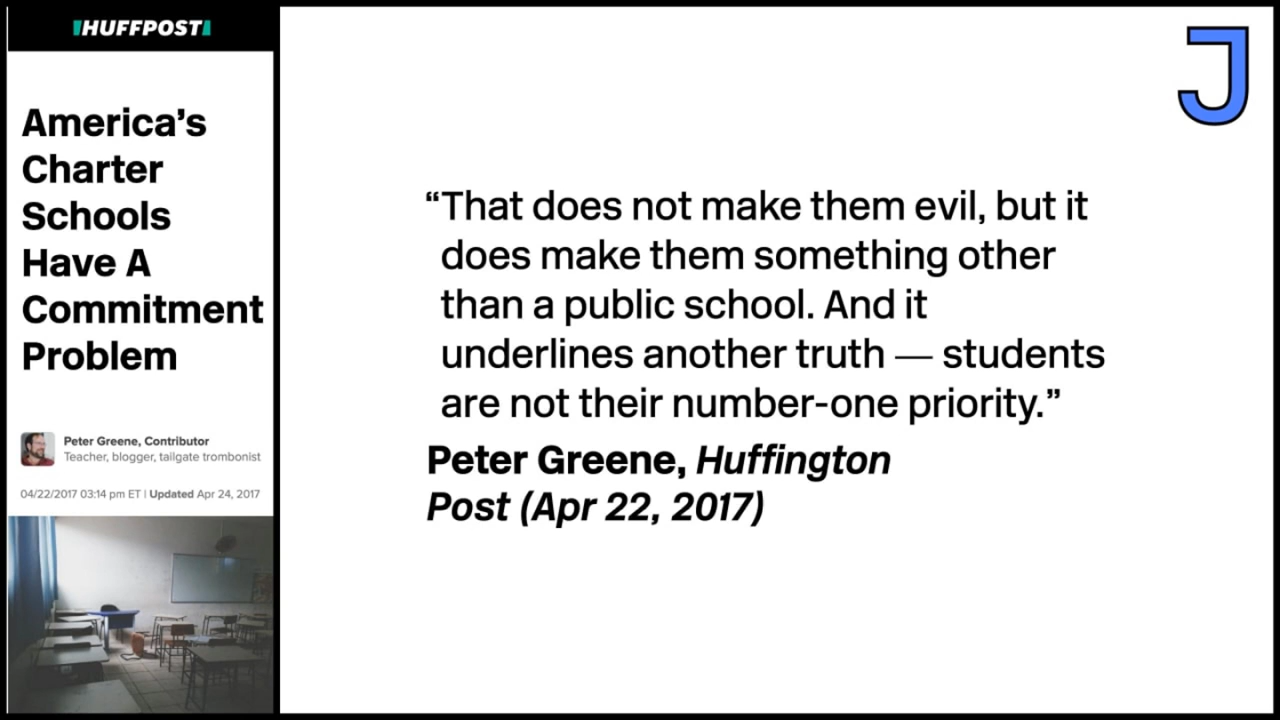 HUFFPOST
America’s
Charter
Schools
Have A
Commitment
Problem
Peter Greene, Contributor
Teacher, blogger, tailgate trombonist
04/22/2017 03:14 pm ET | Updated Apr 24, 2017
J
“That does not make them evil, but it
does make them something other
than a public school. And it
underlines another truth — students
are not their number-one priority.”
Peter Greene, Huffington
Post (Apr 22, 2017)